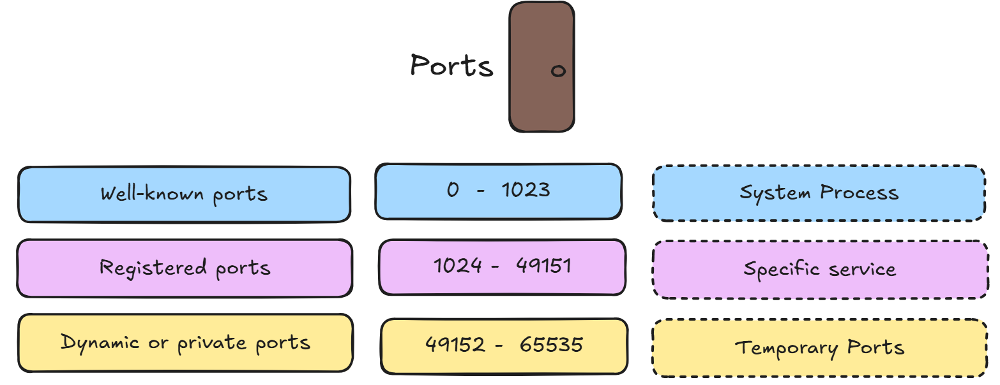 Ports
Well-known ports
0 - 1023
System Process
Registered ports
1024 - 49151
Specific service
Dynamic or private ports
49152 - 65535
Temporary Ports